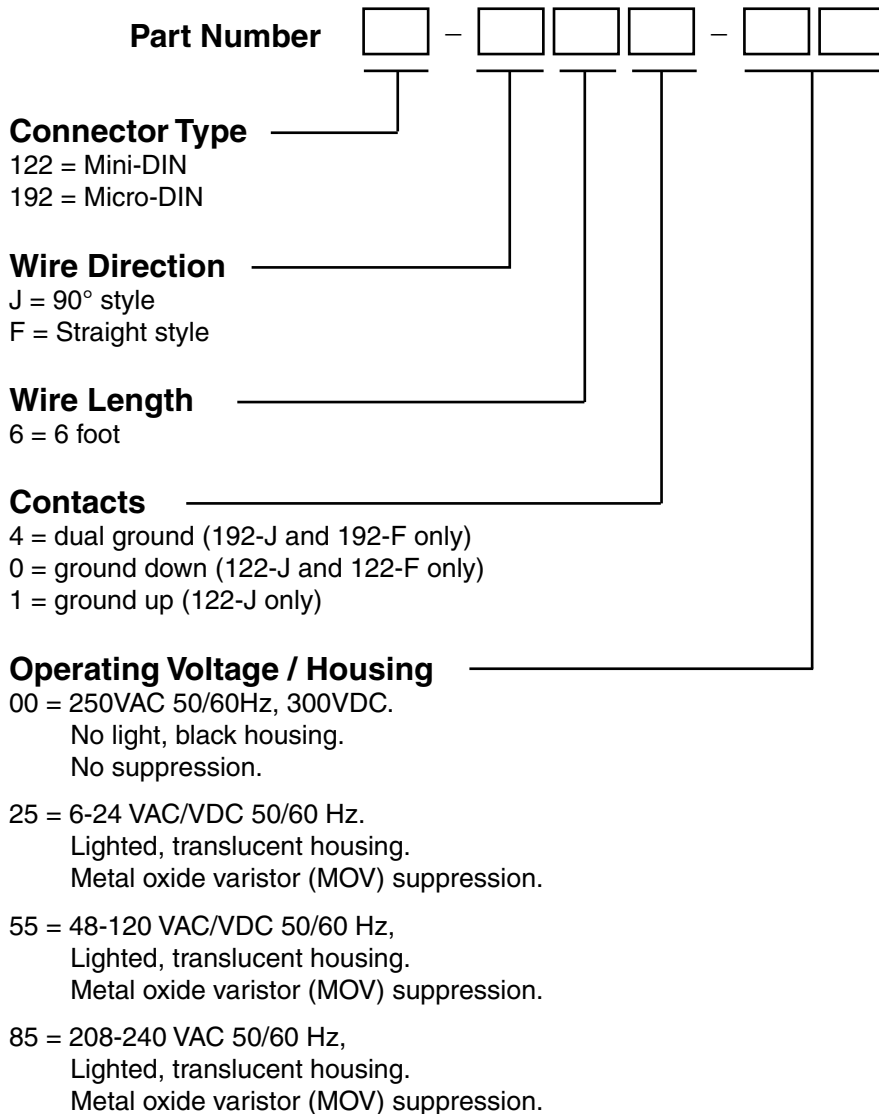 Part Number – –
Connector Type
122 = Mini-DIN
192 = Micro-DIN
Wire Direction
J = 90° style
F = Straight style
Wire Length
6 = 6 foot
Contacts
4 = dual ground (192-J and 192-F only)
0 = ground down (122-J and 122-F only)
1 = ground up (122-J only)
Operating Voltage / Housing
00 = 250VAC 50/60Hz, 300VDC.
No light, black housing.
No suppression.
25 = 6-24 VAC/VDC 50/60 Hz.
Lighted, translucent housing.
Metal oxide varistor (MOV) suppression.
55 = 48-120 VAC/VDC 50/60 Hz,
Lighted, translucent housing.
Metal oxide varistor (MOV) suppression.
85 = 208-240 VAC 50/60 Hz,
Lighted, translucent housing.
Metal oxide varistor (MOV) suppression.